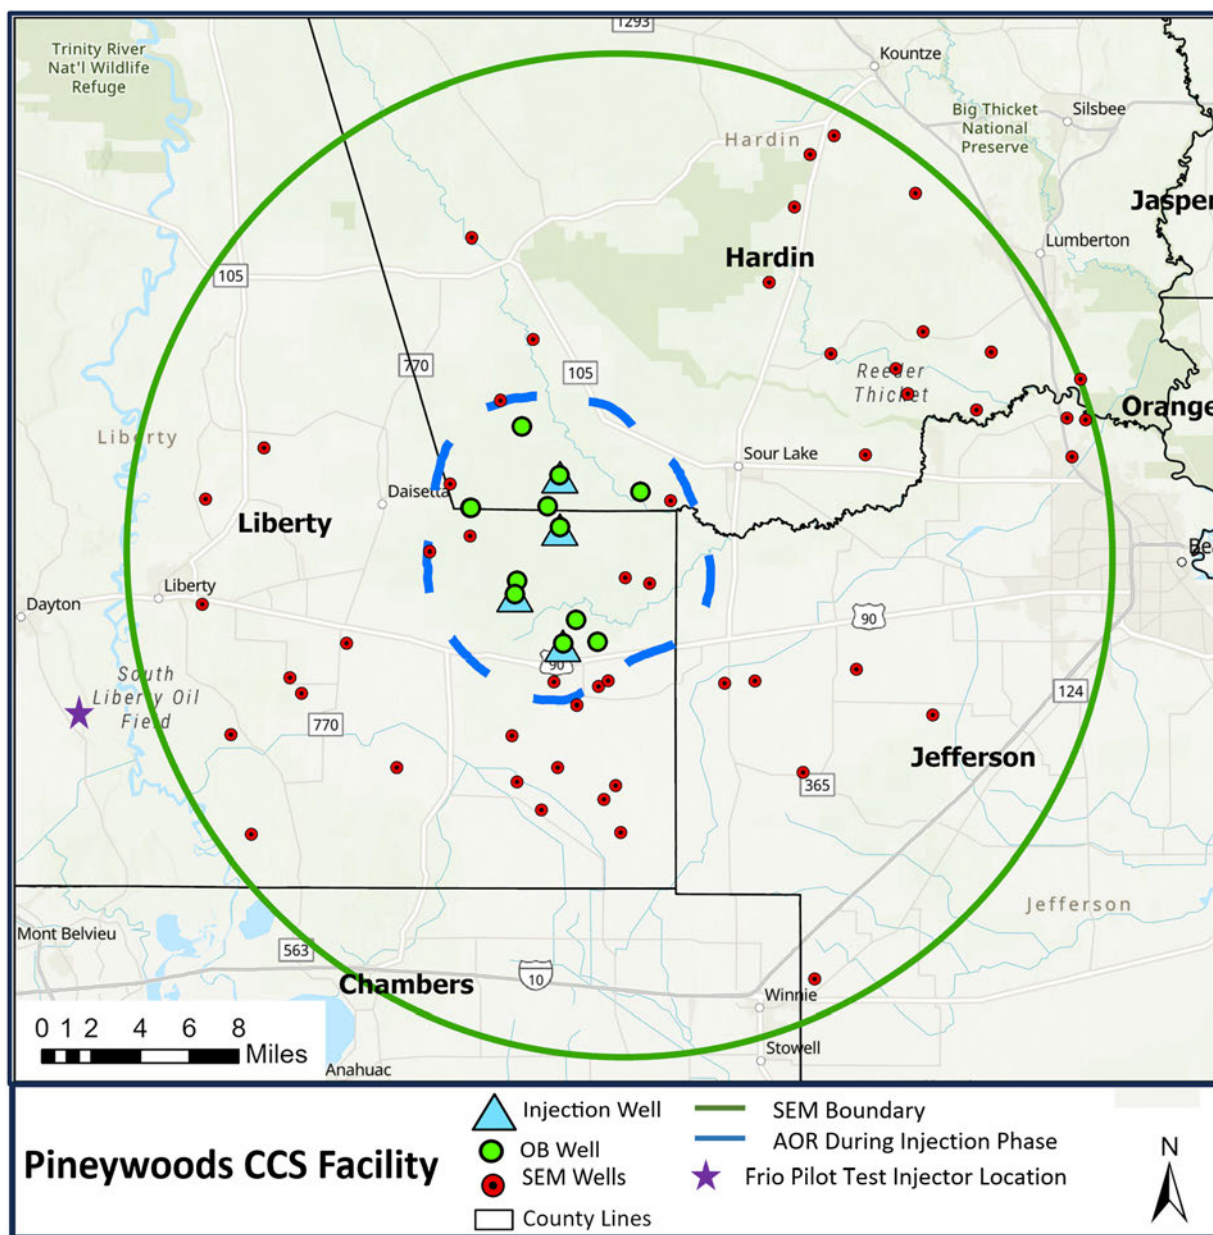 1293
Trinity River
Nat'l Wildlife
Refuge
Kountze
Big Thicket
National
Preserve
Silsbee
Hardin
Jasper
Lumberton
Hardin
105
770
105
Reeder
Thicket
Orange
Liberty
Sour Lake
Daisetta
Liberty
Be
Liberty
Dayton
90
90
South
Liberty Oil
Field
124
770
Jefferson
365
Jefferson
Mont Belvieu
563
Chambers
10
Winnie
Stowell
0 1 2 4 6 8
Miles
Anahuac
Pineywoods CCS Facility
Injection Well
OB Well
SEM Wells
County Lines
SEM Boundary
AOR During Injection Phase
Frio Pilot Test Injector Location
N